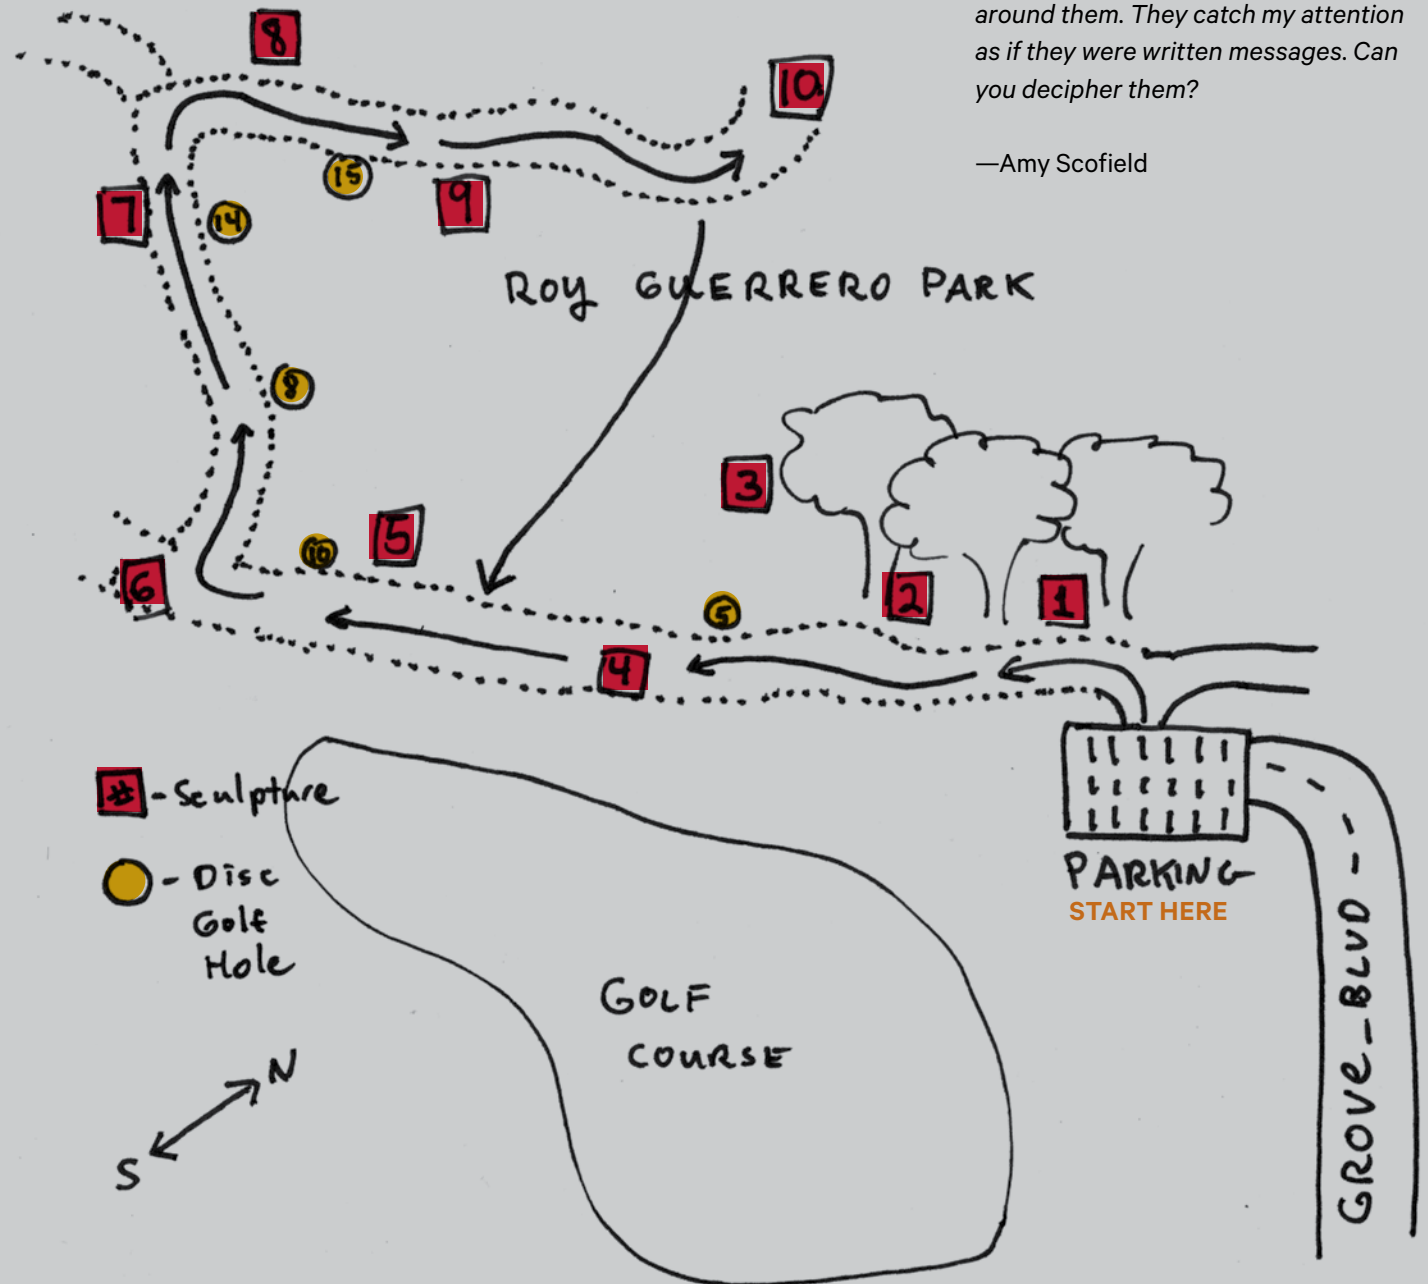 around them. They catch my attention
as if they were written messages. Can
you decipher them?
—Amy Scofield
8
10
15
9
7
14
ROY GUERRERO PARK
8
3
5
10
6
2
1
5
4
# - Sculpture
- Disc
Golf
Hole
PARKING
START HERE
GROVE BLVD
GOLF
COURSE
N
S